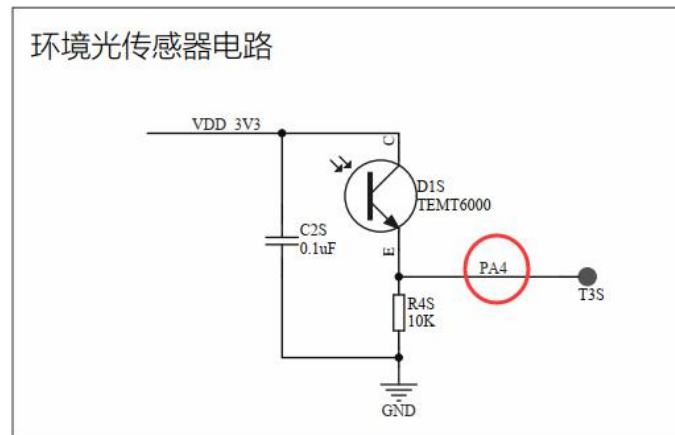 环境光传感器电路
VDD_3V3
C
D1S
TEMT6000
C2S
0.1uF
E
PA4
T3S
R4S
10K
GND